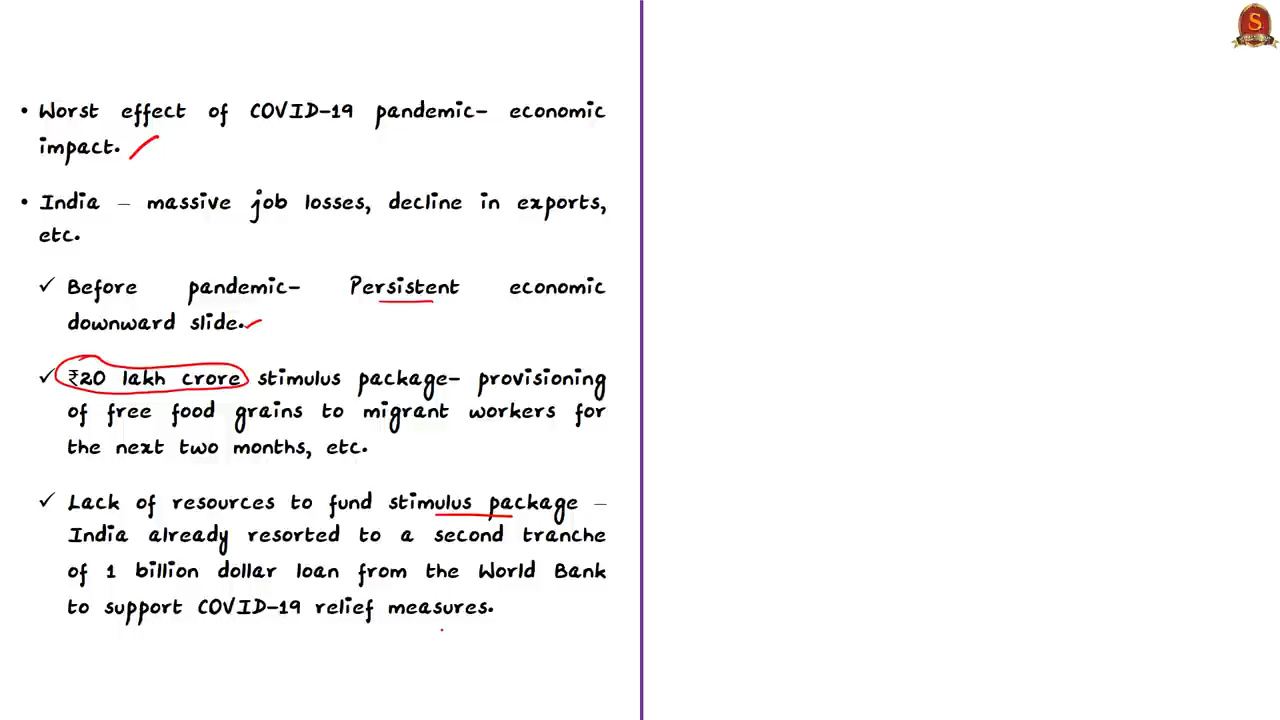 • Worst effect of COVID-19 pandemic- economic
impact.
• India – massive job losses, decline in exports,
etc.
✓ Before pandemic- Persistent economic
downward slide.
✓ ₹20 lakh crore stimulus package- provisioning
of free food grains to migrant workers for
the next two months, etc.
✓ Lack of resources to fund stimulus package –
India already resorted to a second tranche
of 1 billion dollar loan from the World Bank
to support COVID-19 relief measures.
S